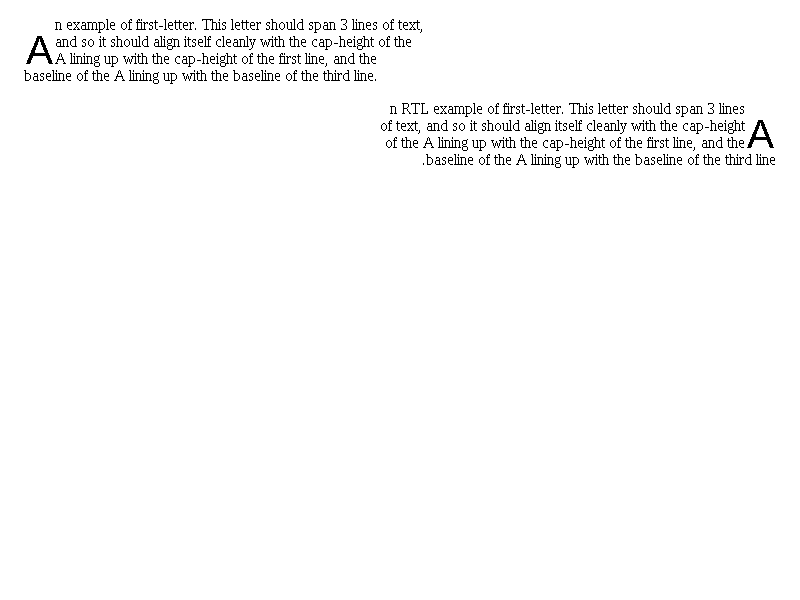 An example of first-letter. This letter should span 3 lines of text,
and so it should align itself cleanly with the cap-height of the
A lining up with the cap-height of the first line, and the
baseline of the A lining up with the baseline of the third line.
An RTL example of first-letter. This letter should span 3 lines
of text, and so it should align itself cleanly with the cap-height
of the A lining up with the cap-height of the first line, and the
.baseline of the A lining up with the baseline of the third line